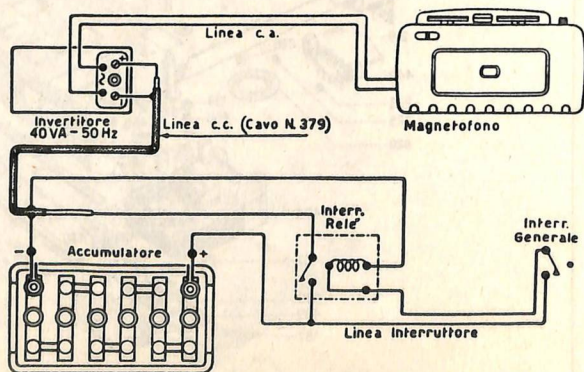 Linea c.a.
Invertitore
40 VA - 50 Hz
Linea c.c. (Cavo N. 379)
Magnetofono
Interr.
Relè
Interr.
Generale
- Accumulatore +
Linea Interruttore